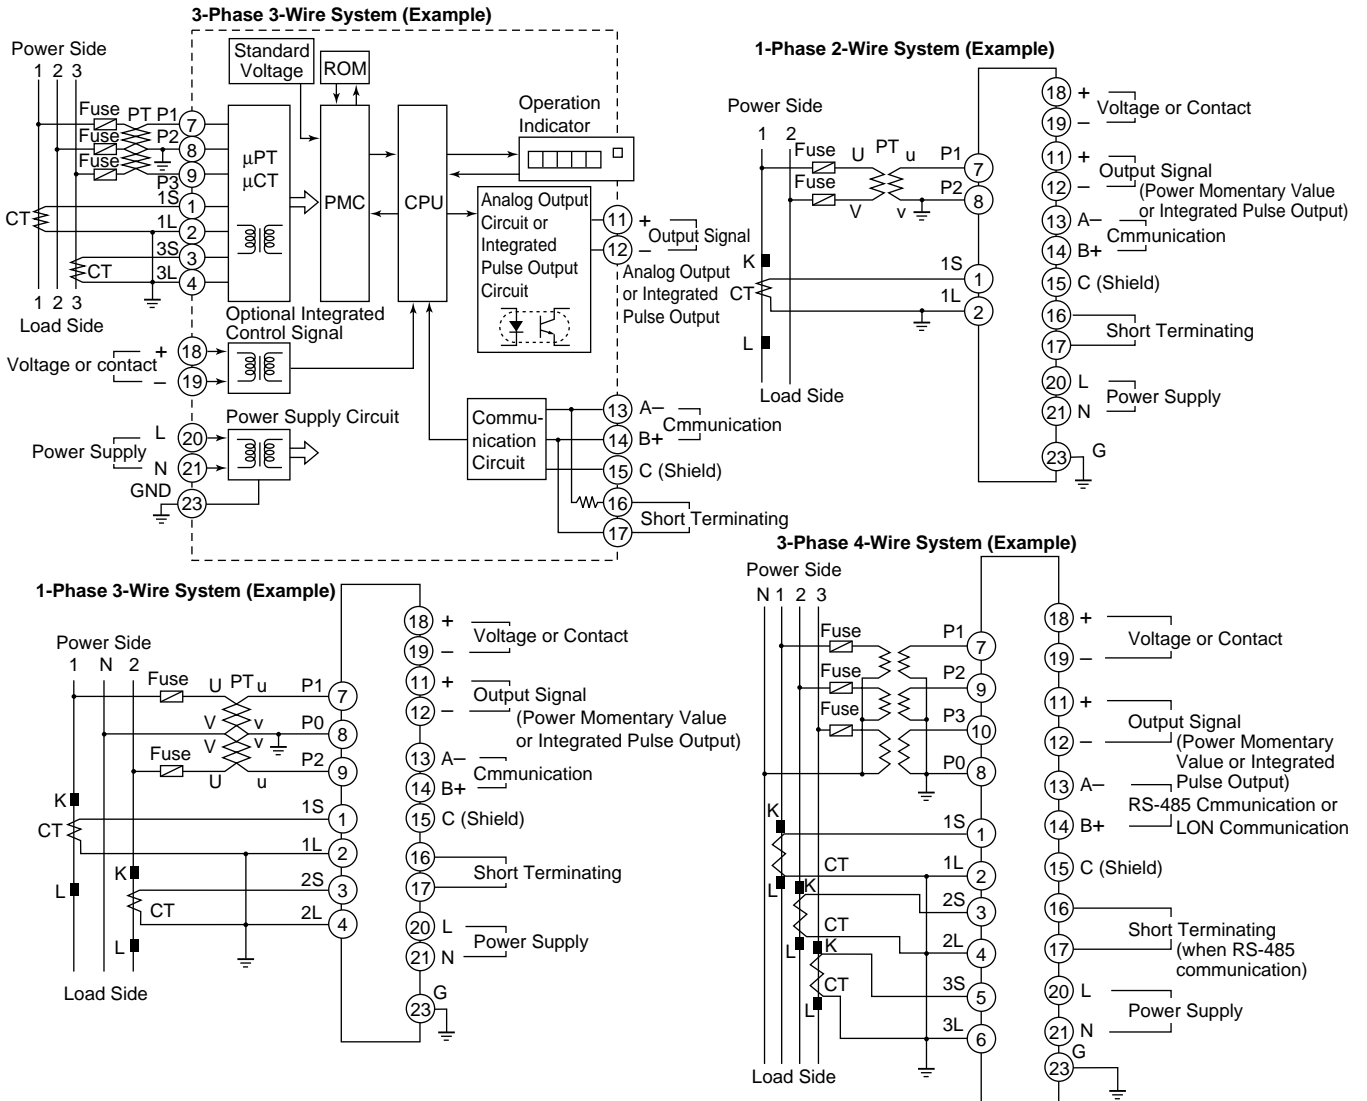 3-Phase 3-Wire System (Example)
Power Side
1 2 3
Fuse
Fuse
Fuse
PT P1
P2
P3
7
8
9
1S
1
CT
1L
2
3S
3
CT
3L
4
1 2 3
Load Side
Standard
Voltage
ROM
μPT
μCT
PMC
CPU
Operation
Indicator
Analog Output
Circuit or
Integrated
Pulse Output
Circuit
11 +
12 –
Output Signal
Analog Output
or Integrated
Pulse Output
Optional Integrated
Control Signal
Voltage or contact
+ 18
– 19
Power Supply Circuit
Power Supply
L 20
N 21
GND
23
Commu-
nication
Circuit
13 A–
14 B+
Cmmunication
15 C (Shield)
16
17
Short Terminating
1-Phase 2-Wire System (Example)
Power Side
1 2
Fuse
Fuse
U PT u
V v
P1
7
P2
8
K
CT
L
1S
1
1L
2
Load Side
18 +
19 –
Voltage or Contact
11 +
12 –
Output Signal
(Power Momentary Value
or Integrated Pulse Output)
13 A–
14 B+
Cmmunication
15 C (Shield)
16
17
Short Terminating
20 L
21 N
Power Supply
23
G
1-Phase 3-Wire System (Example)
Power Side
1 N 2
Fuse
U PT u
P1
7
V v
P0
8
V v
Fuse
U u
P2
9
K
CT
L
1S
1
1L
2
K
CT
L
2S
3
2L
4
Load Side
18 +
19 –
Voltage or Contact
11 +
12 –
Output Signal
(Power Momentary Value
or Integrated Pulse Output)
13 A–
14 B+
Cmmunication
15 C (Shield)
16
17
Short Terminating
20 L
21 N
Power Supply
23
G
3-Phase 4-Wire System (Example)
Power Side
N 1 2 3
Fuse
P1
7
Fuse
P2
9
Fuse
P3
10
P0
8
K
1S
1
L
CT
1L
2
K
2S
3
L
CT
2L
4
K
3S
5
L
CT
3L
6
Load Side
18 +
19 –
Voltage or Contact
11 +
12 –
Output Signal
(Power Momentary
Value or Integrated
Pulse Output)
13 A–
14 B+
RS-485 Cmmunication or
LON Communication
15 C (Shield)
16
17
Short Terminating
(when RS-485
communication)
20 L
21 N
Power Supply
23
G